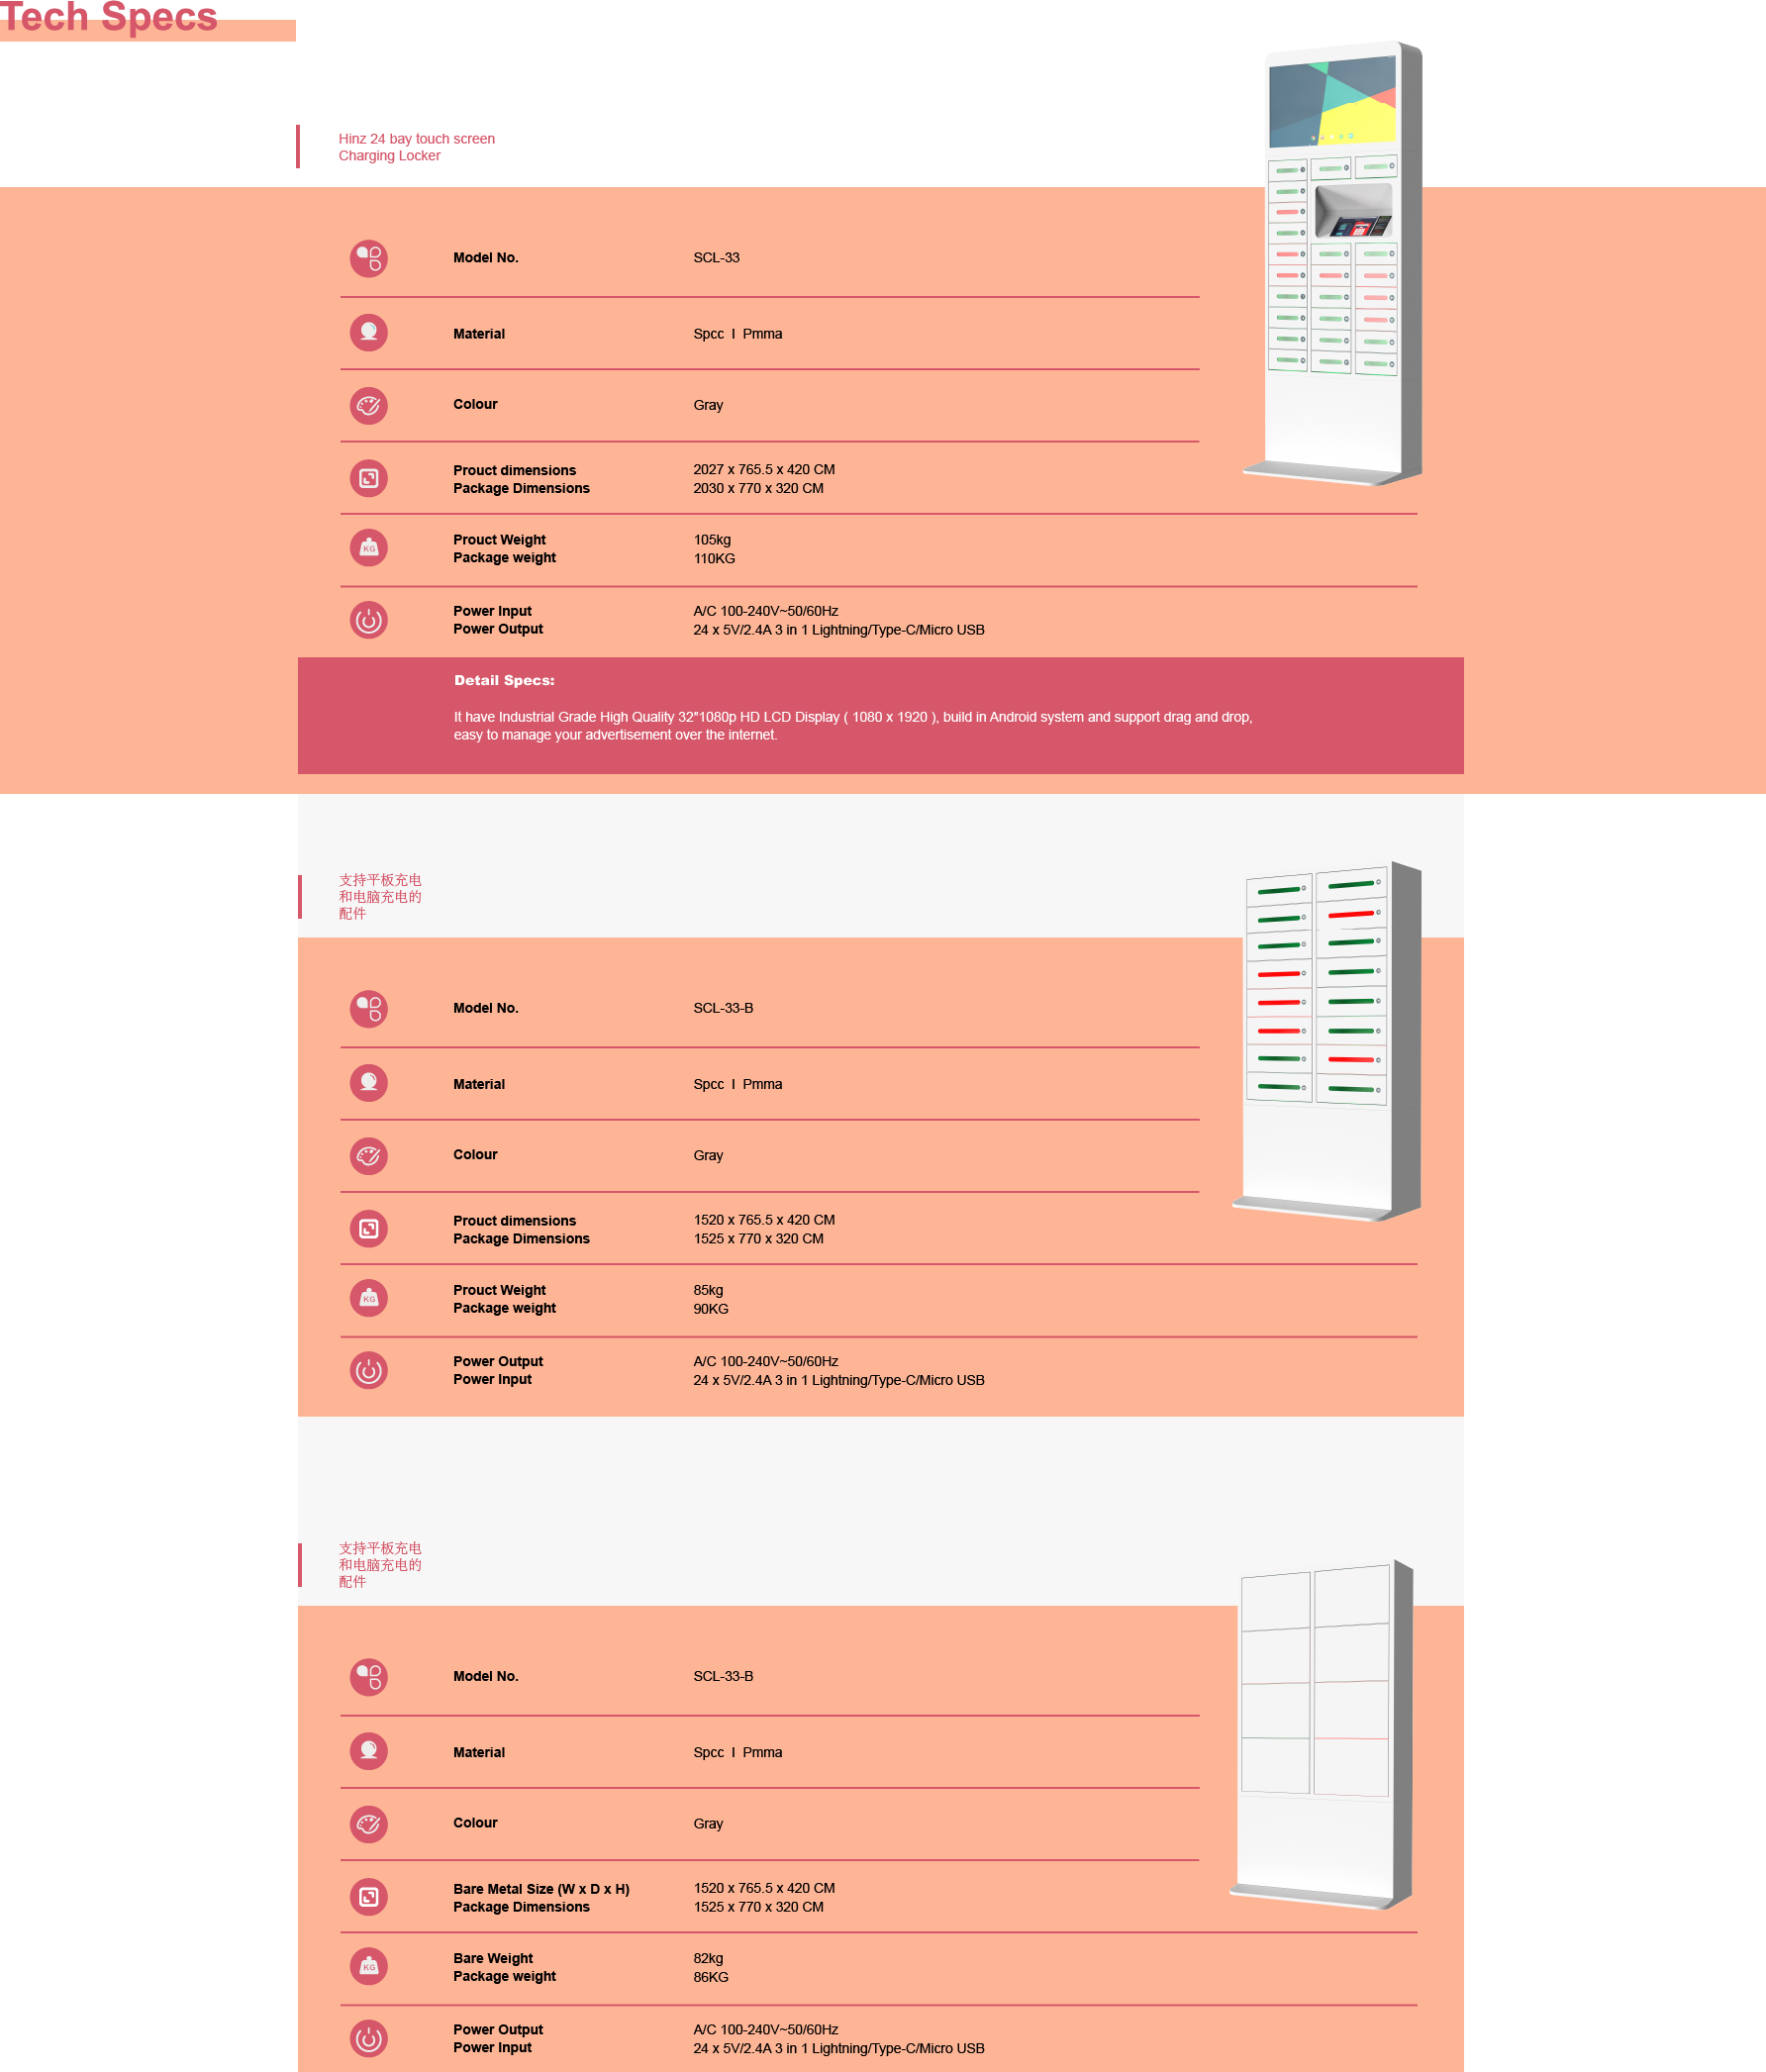 Tech Specs
Hinz 24 bay touch screen
Charging Locker
Model No. SCL-33
Material Spcc I Pmma
Colour Gray
Prouct dimensions 2027 x 765.5 x 420 CM
Package Dimensions 2030 x 770 x 320 CM
KG
Prouct Weight 105kg
Package weight 110KG
Power Input A/C 100-240V~50/60Hz
Power Output 24 x 5V/2.4A 3 in 1 Lightning/Type-C/Micro USB
Detail Specs:
It have Industrial Grade High Quality 32"1080p HD LCD Display ( 1080 x 1920 ), build in Android system and support drag and drop,
easy to manage your advertisement over the internet.
支持平板充电
和电脑充电的
配件
Model No. SCL-33-B
Material Spcc I Pmma
Colour Gray
Prouct dimensions 1520 x 765.5 x 420 CM
Package Dimensions 1525 x 770 x 320 CM
KG
Prouct Weight 85kg
Package weight 90KG
Power Output A/C 100-240V~50/60Hz
Power Input 24 x 5V/2.4A 3 in 1 Lightning/Type-C/Micro USB
支持平板充电
和电脑充电的
配件
Model No. SCL-33-B
Material Spcc I Pmma
Colour Gray
Bare Metal Size (W x D x H) 1520 x 765.5 x 420 CM
Package Dimensions 1525 x 770 x 320 CM
KG
Bare Weight 82kg
Package weight 86KG
Power Output A/C 100-240V~50/60Hz
Power Input 24 x 5V/2.4A 3 in 1 Lightning/Type-C/Micro USB